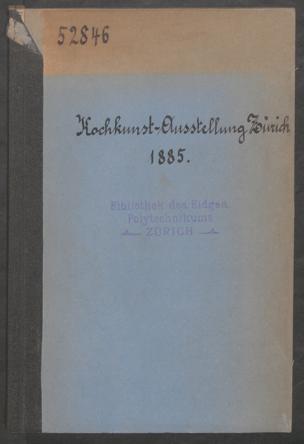 52846
Kochkunst-Ausstellung Zürich
1885.
Bibliothek des Eidgen.
Polytechnikums
ZÜRICH